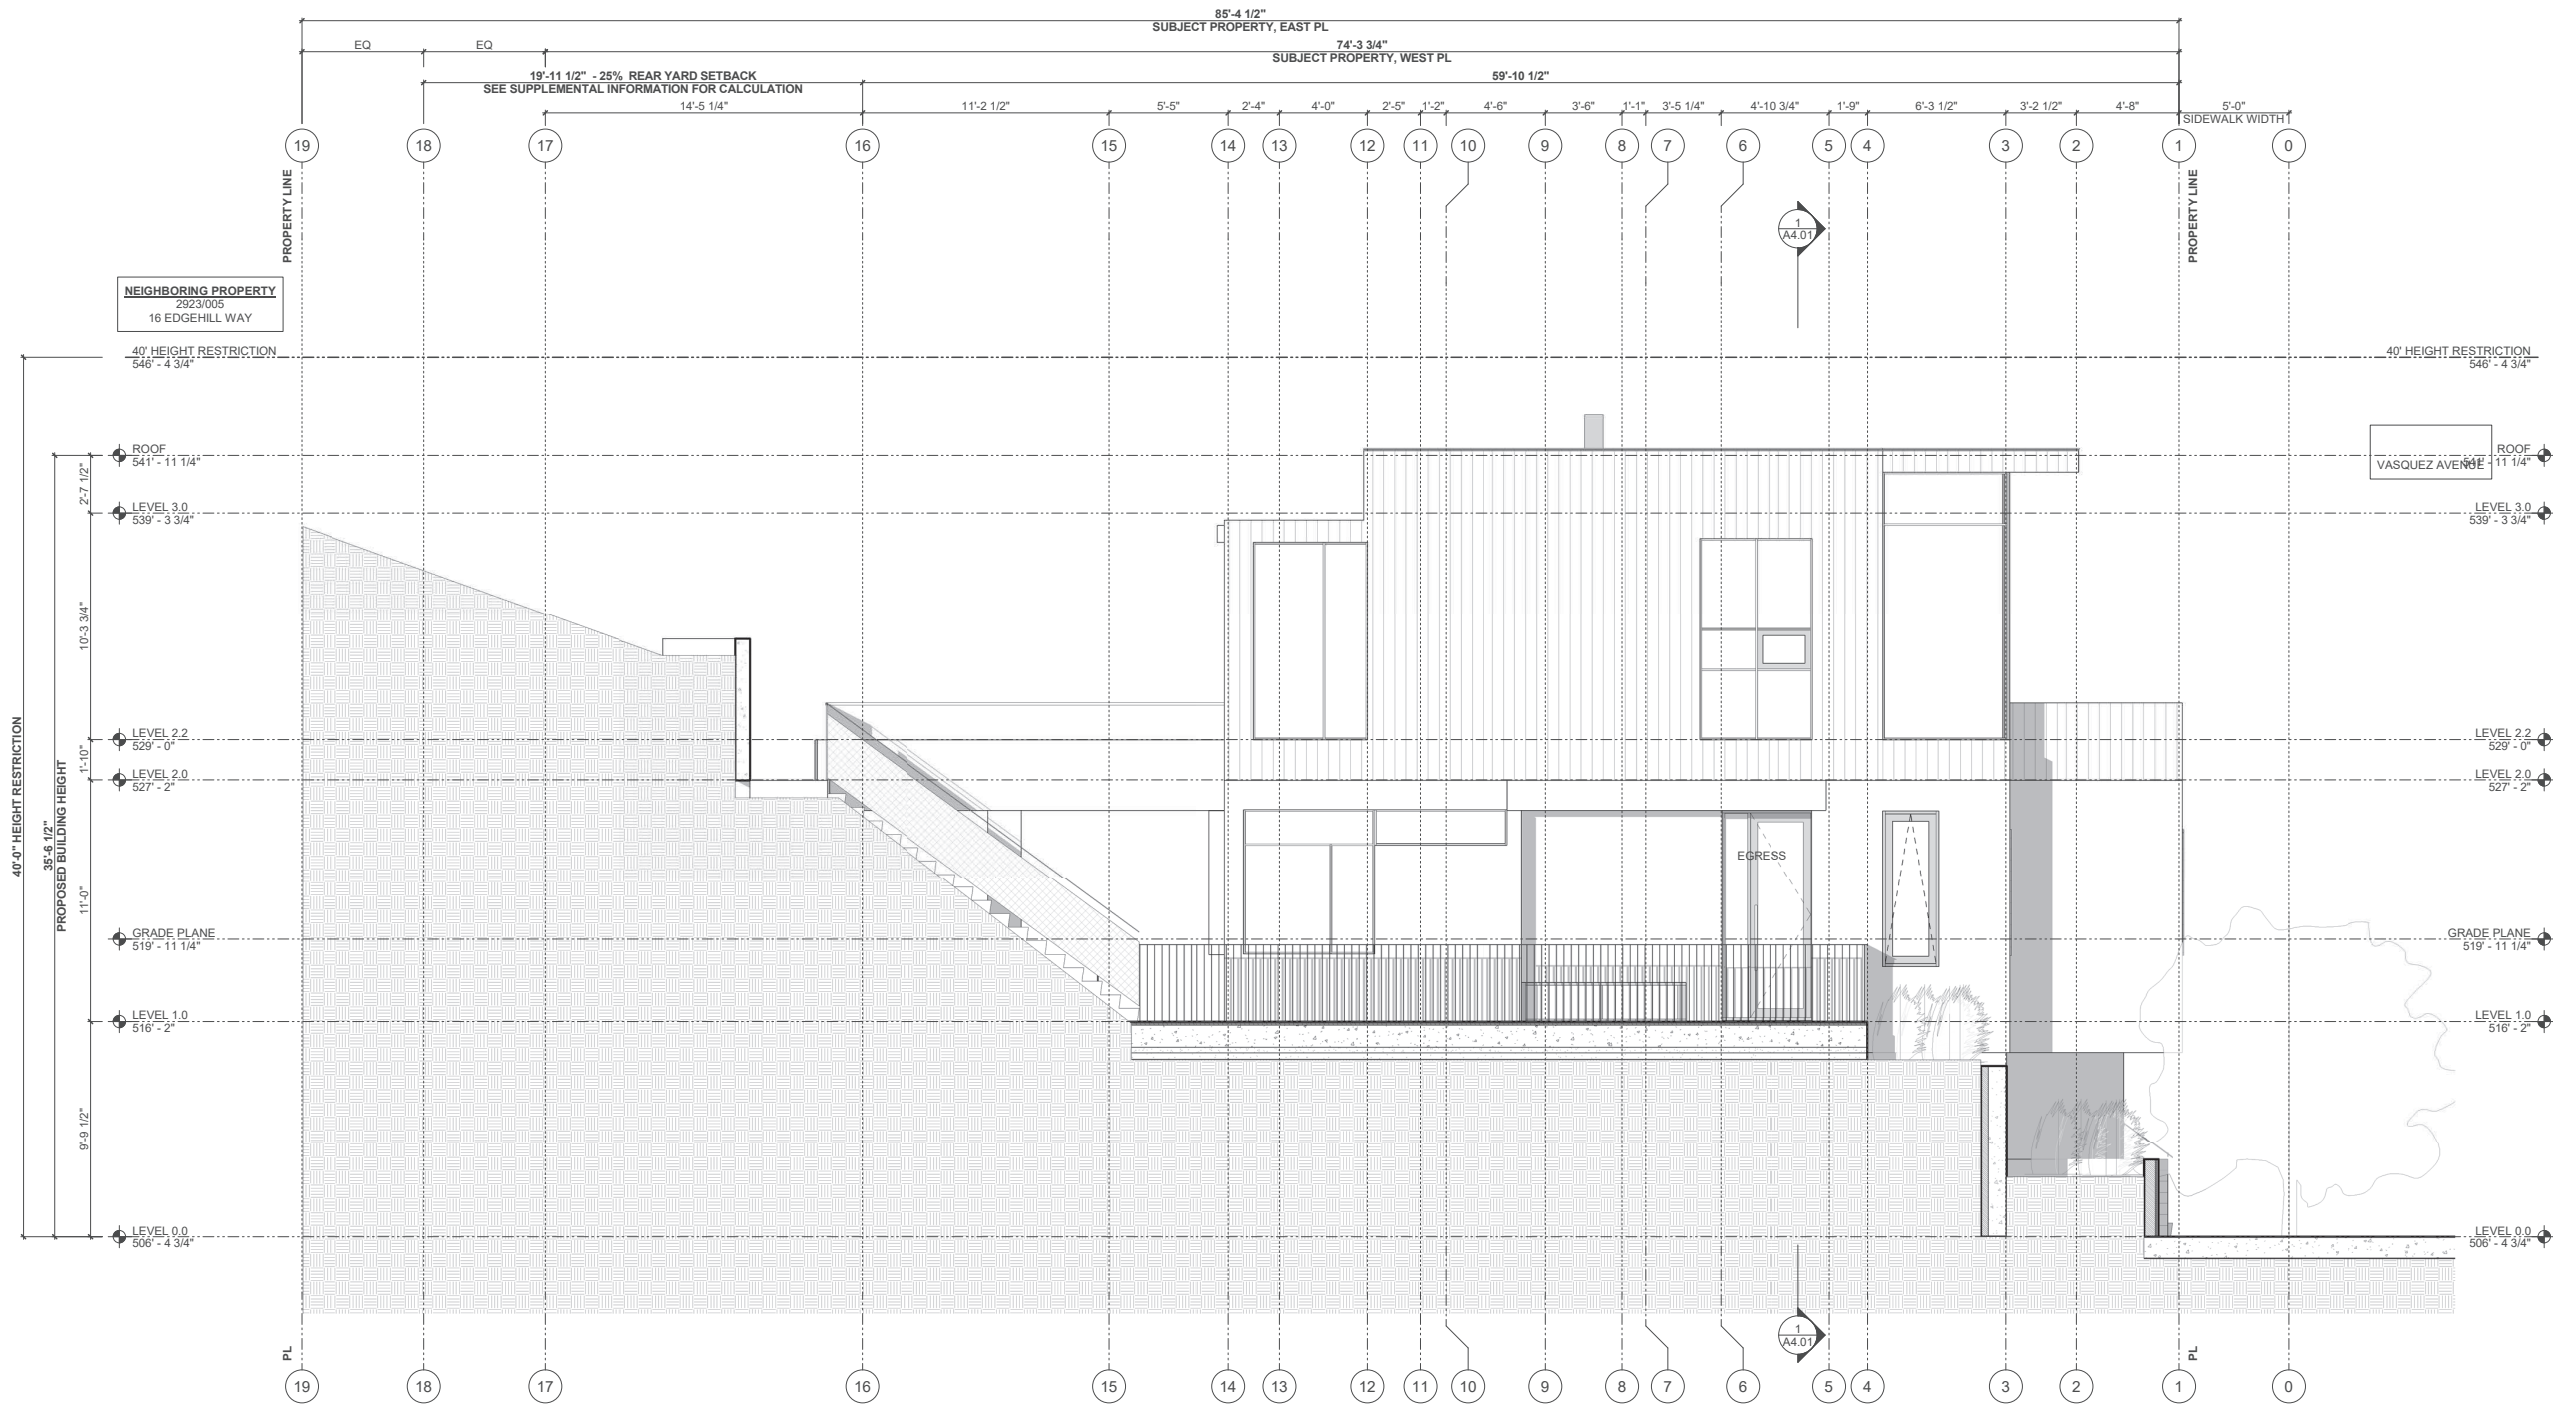 85'-4 1/2"
SUBJECT PROPERTY, EAST PL
EQ EQ 74'-3 3/4"
SUBJECT PROPERTY, WEST PL
19'-11 1/2" - 25% REAR YARD SETBACK 59'-10 1/2"
SEE SUPPLEMENTAL INFORMATION FOR CALCULATION
14'-5 1/4" 11'-2 1/2" 5'-5" 2'-4" 4'-0" 2'-5" 1'-2" 4'-6" 3'-6" 1'-1" 3'-5 1/4" 4'-10 3/4" 1'-9" 6'-3 1/2" 3'-2 1/2" 4'-8" 5'-0"
SIDEWALK WIDTH
19 18 17 16 15 14 13 12 11 10 9 8 7 6 5 4 3 2 1 0
PROPERTY LINE
PROPERTY LINE
1
A4.01
NEIGHBORING PROPERTY
2923/005
16 EDGEHILL WAY
40' HEIGHT RESTRICTION
546' - 4 3/4"
40' HEIGHT RESTRICTION
546' - 4 3/4"
ROOF
541' - 11 1/4"
VASQUEZ AVENUE
ROOF
541' - 11 1/4"
2'-7 1/2"
LEVEL 3.0
539' - 3 3/4"
LEVEL 3.0
539' - 3 3/4"
10'-3 3/4"
LEVEL 2.2
529' - 0"
LEVEL 2.2
529' - 0"
1'-10"
LEVEL 2.0
527' - 2"
LEVEL 2.0
527' - 2"
40'-0" HEIGHT RESTRICTION
35'-6 1/2"
PROPOSED BUILDING HEIGHT
11'-0"
EGRESS
GRADE PLANE
519' - 11 1/4"
GRADE PLANE
519' - 11 1/4"
LEVEL 1.0
516' - 2"
LEVEL 1.0
516' - 2"
9'-9 1/2"
LEVEL 0.0
506' - 4 3/4"
LEVEL 0.0
506' - 4 3/4"
1
A4.01
PL
PL
19 18 17 16 15 14 13 12 11 10 9 8 7 6 5 4 3 2 1 0